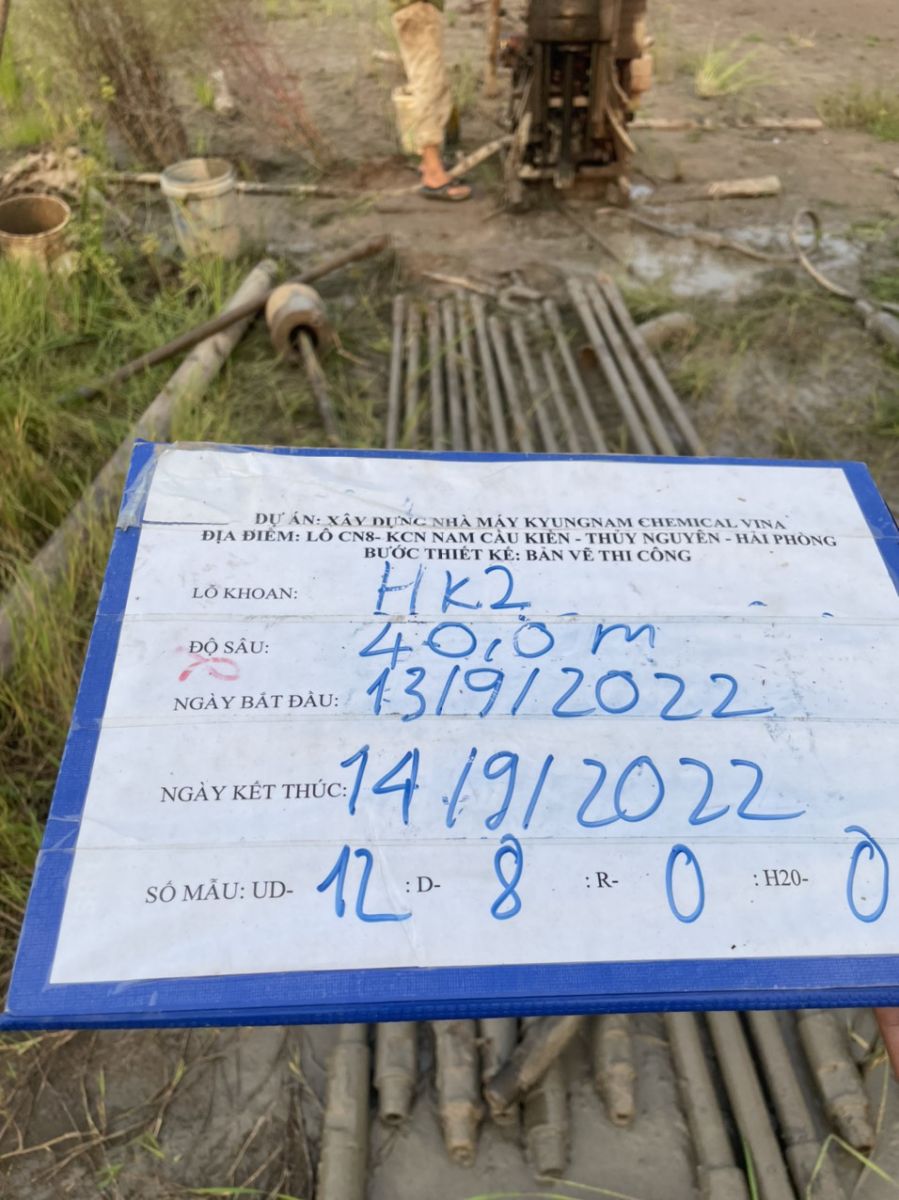 DỰ ÁN: XÂY DỰNG NHÀ MÁY KYUNGNAM CHEMICAL VINA
ĐỊA ĐIỂM: LÔ CN8- KCN NAM CẦU KIỀN - THỦY NGUYÊN - HẢI PHÒNG
BƯỚC THIẾT KẾ: BẢN VẼ THI CÔNG
LỖ KHOAN: HK2
ĐỘ SÂU: 40,0 m
NGÀY BẮT ĐẦU: 13/9/2022
NGÀY KẾT THÚC: 14/9/2022
SỐ MẪU: UD- 12 : D- 8 : R- 0 : H20- 0